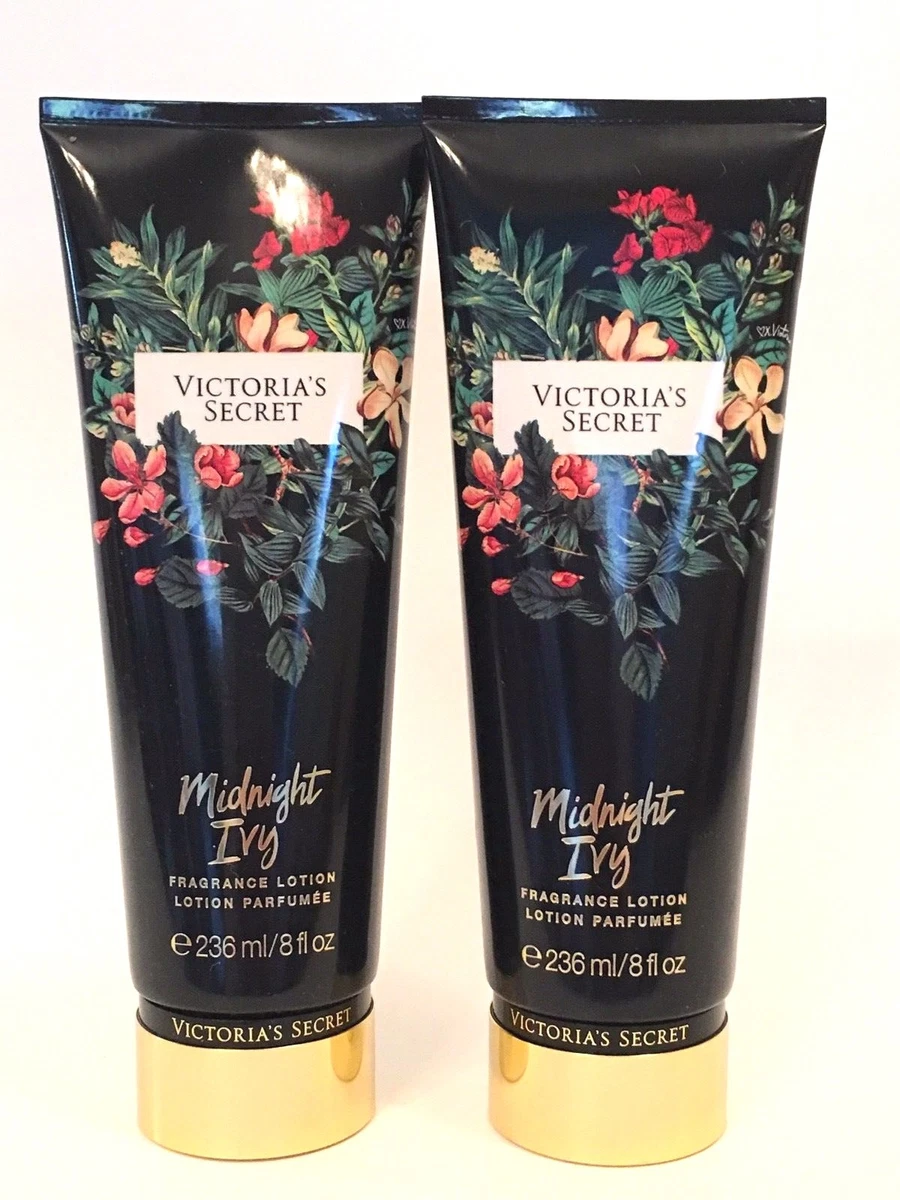 VICTORIA'S
SECRET
Midnight
Ivy
FRAGRANCE LOTION
LOTION PARFUMÉE
℮236 ml/8 fl oz
VICTORIA'S SECRET
VICTORIA'S
SECRET
Midnight
Ivy
FRAGRANCE LOTION
LOTION PARFUMÉE
℮236 ml/8 fl oz
VICTORIA'S SECRET